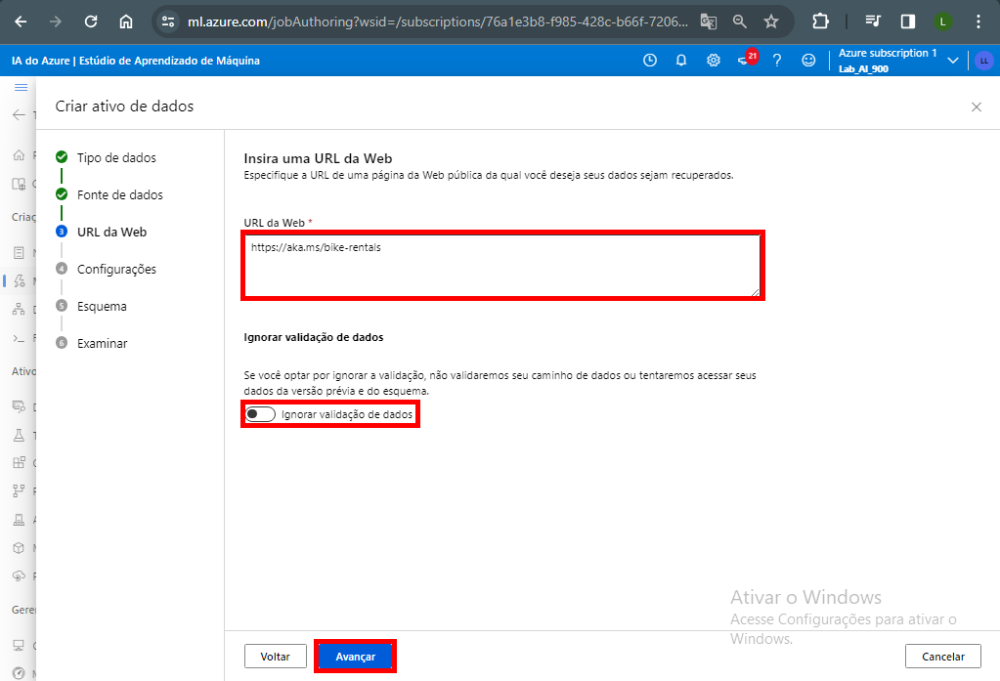 ml.azure.com/jobAuthoring?wsid=/subscriptions/76a1e3b8-f985-428c-b66f-7206...
L
IA do Azure | Estúdio de Aprendizado de Máquina
21
Azure subscription 1
Lab_AI_900
LL
Criar ativo de dados
Tipo de dados
Fonte de dados
3 URL da Web
4 Configurações
5 Esquema
6 Examinar
Criaç
Ativo
Geren
Insira uma URL da Web
Especifique a URL de uma página da Web pública da qual você deseja seus dados sejam recuperados.
URL da Web *
https://aka.ms/bike-rentals
Ignorar validação de dados
Se você optar por ignorar a validação, não validaremos seu caminho de dados ou tentaremos acessar seus
dados da versão prévia e do esquema.
Ignorar validação de dados
Ativar o Windows
Acesse Configurações para ativar o
Windows.
Voltar
Avançar
Cancelar